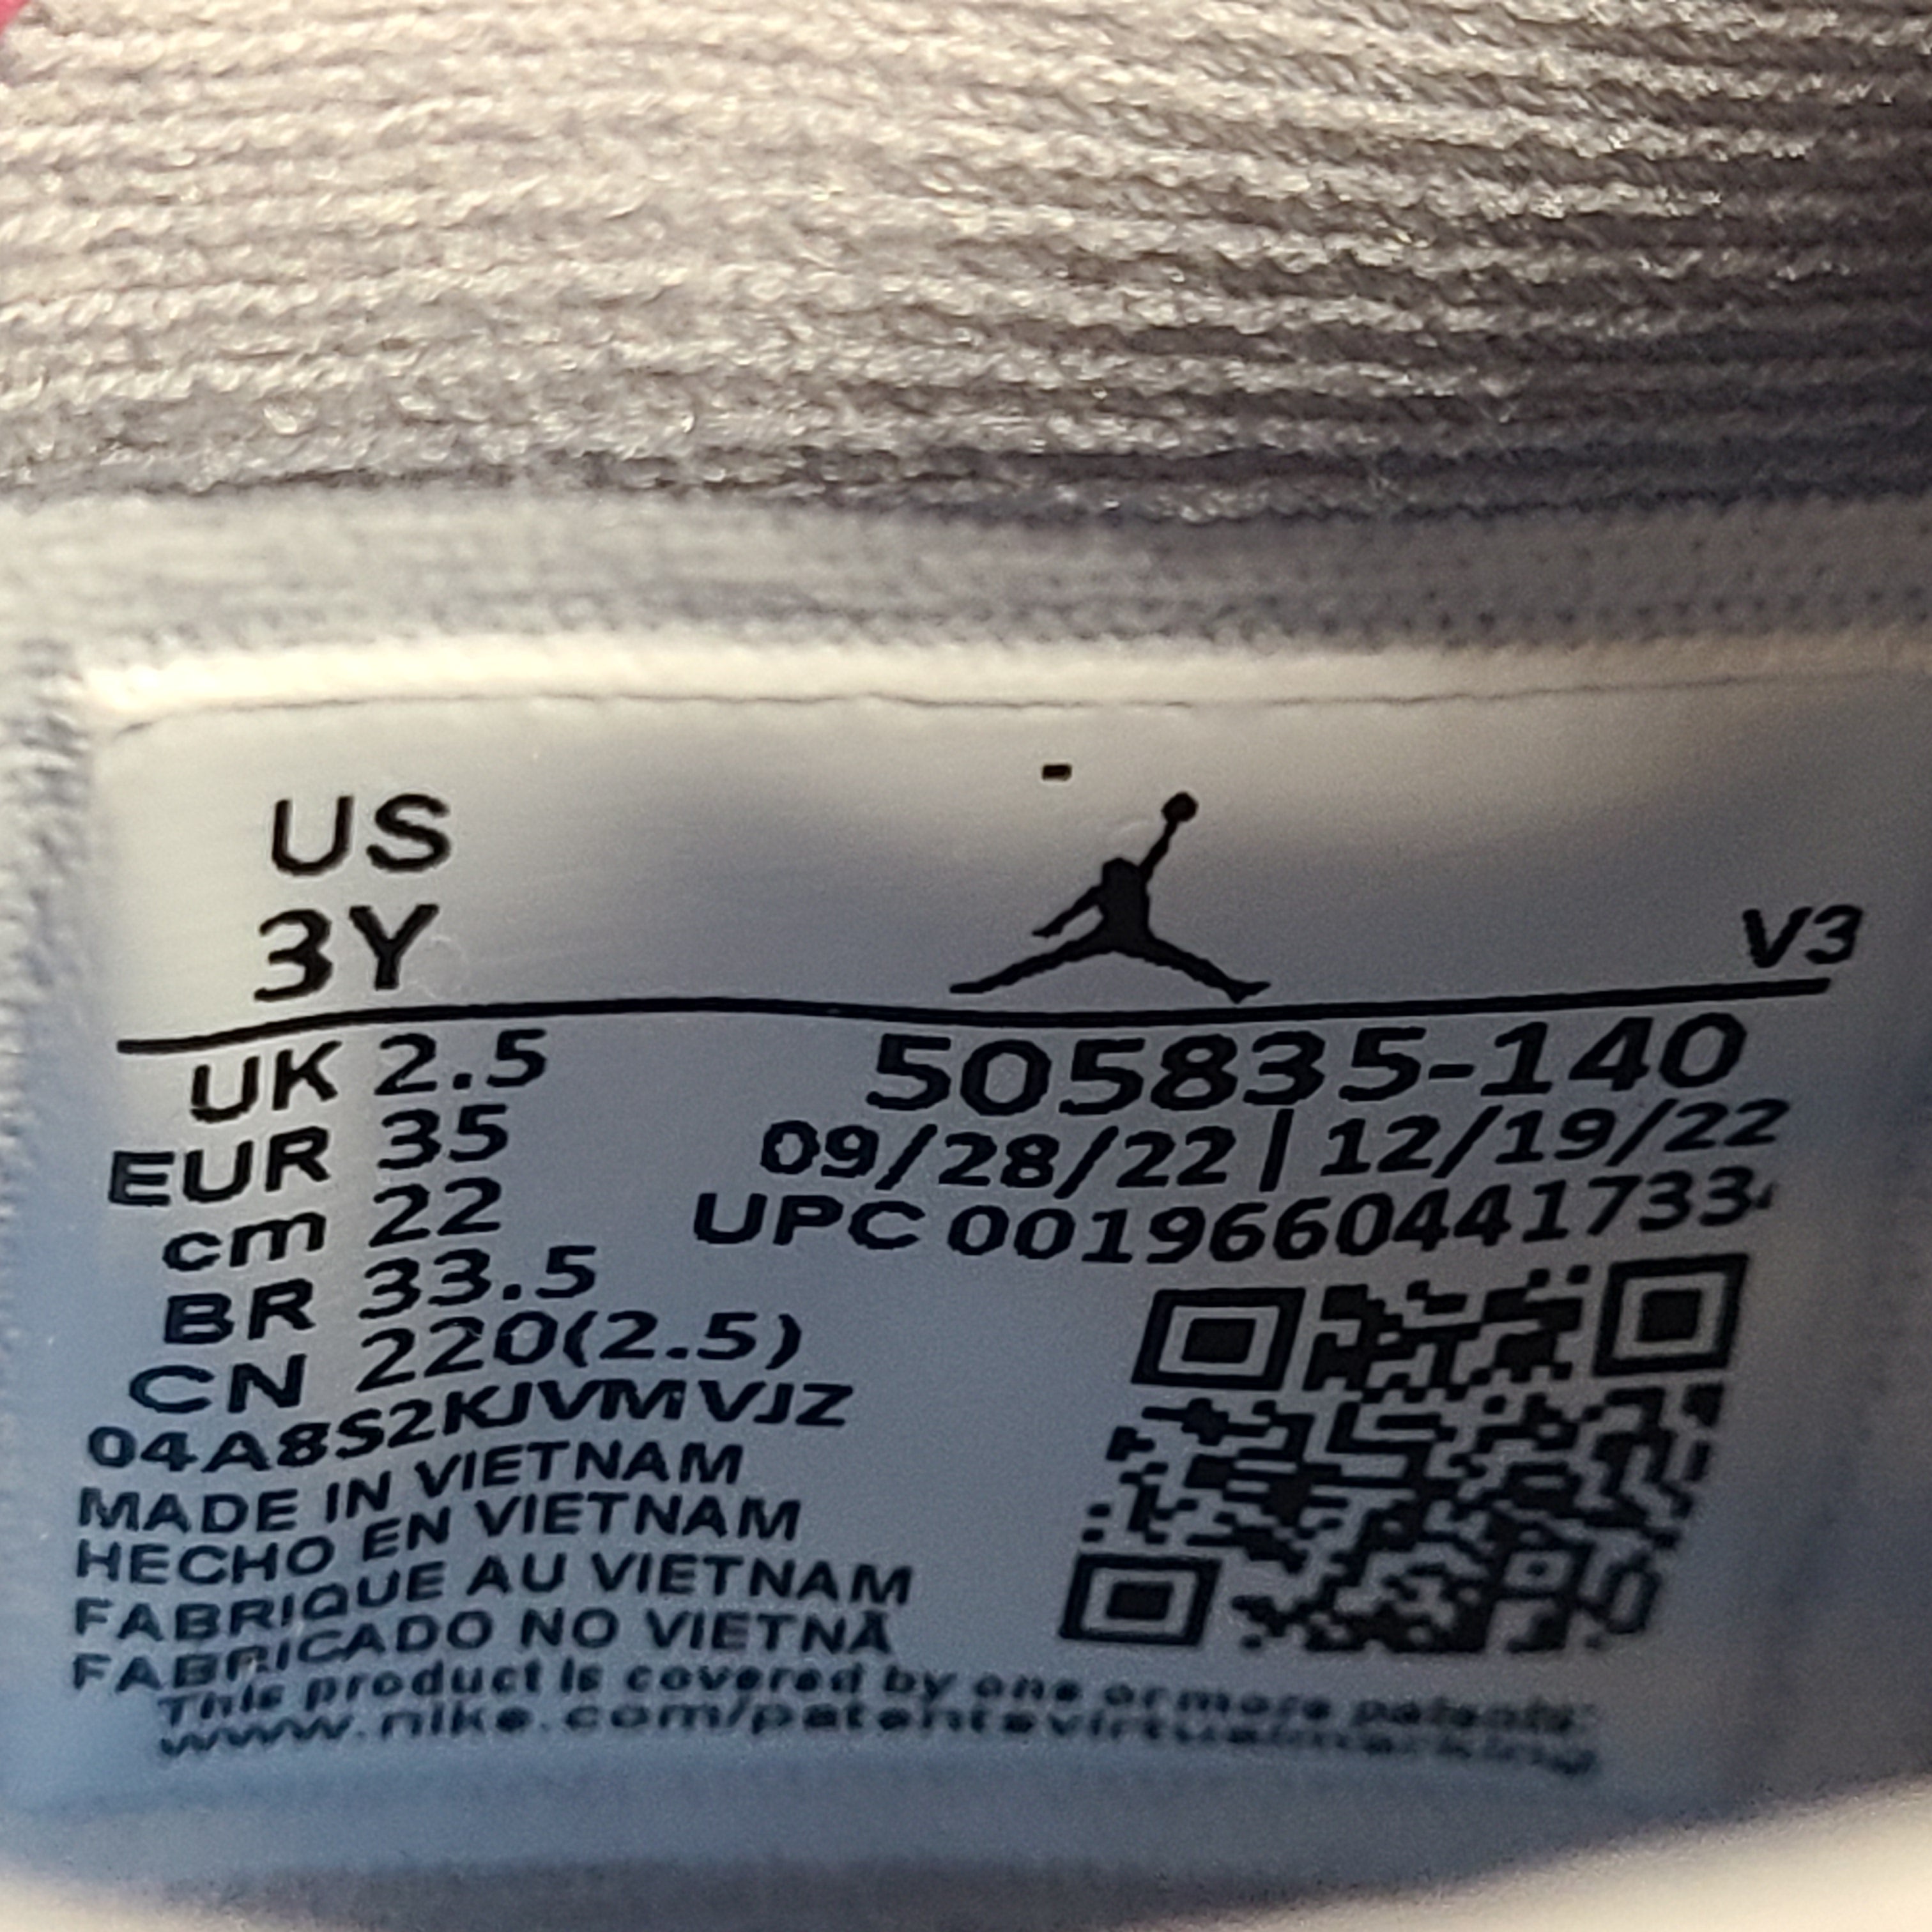 US
3Y
V3
UK 2.5
EUR 35
cm 22
BR 33.5
CN 220(2.5)
505835-140
09/28/22 | 12/19/22
UPC 0019660441733
04A8S2KJVMVJZ
MADE IN VIETNAM
HECHO EN VIETNAM
FABRIQUE AU VIETNAM
FABRICADO NO VIETNÃ
This product is covered by one or more patents:
www.nike.com/patentsvirtualmarking